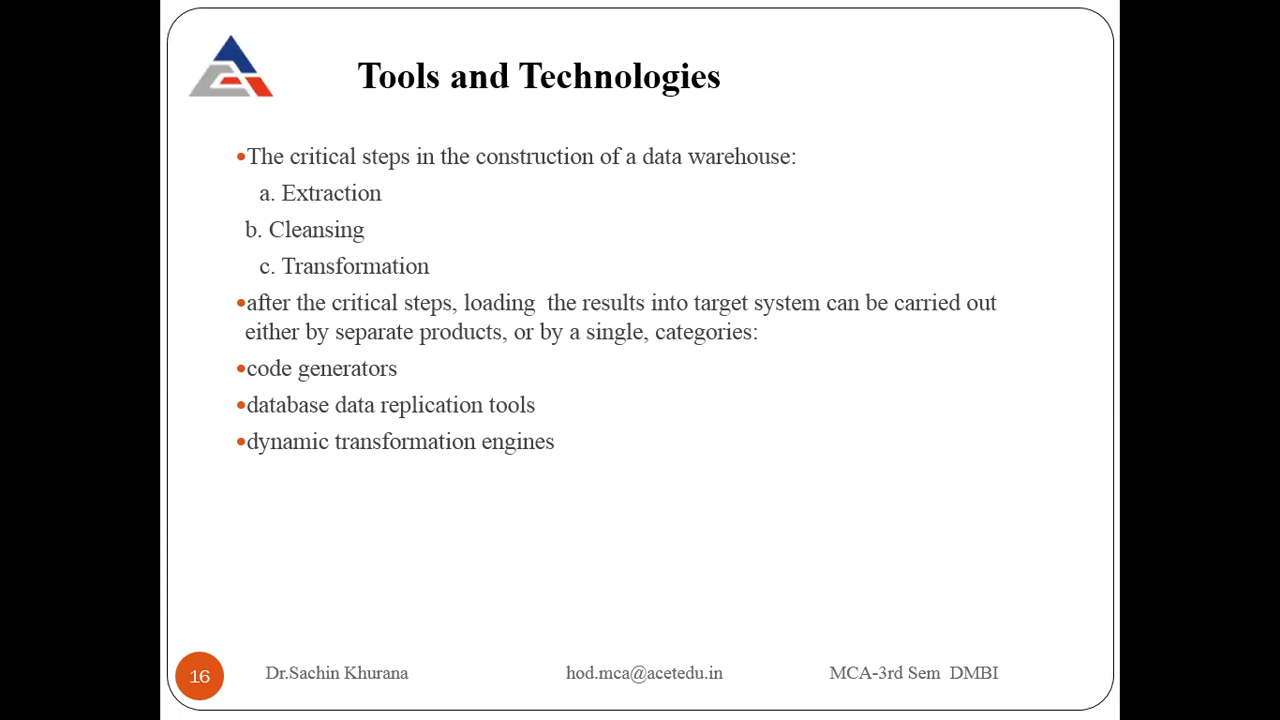 Tools and Technologies
•The critical steps in the construction of a data warehouse:
a. Extraction
b. Cleansing
c. Transformation
•after the critical steps, loading  the results into target system can be carried out
either by separate products, or by a single, categories:
•code generators
•database data replication tools
•dynamic transformation engines
16 Dr.Sachin Khurana hod.mca@acetedu.in MCA-3rd Sem  DMBI